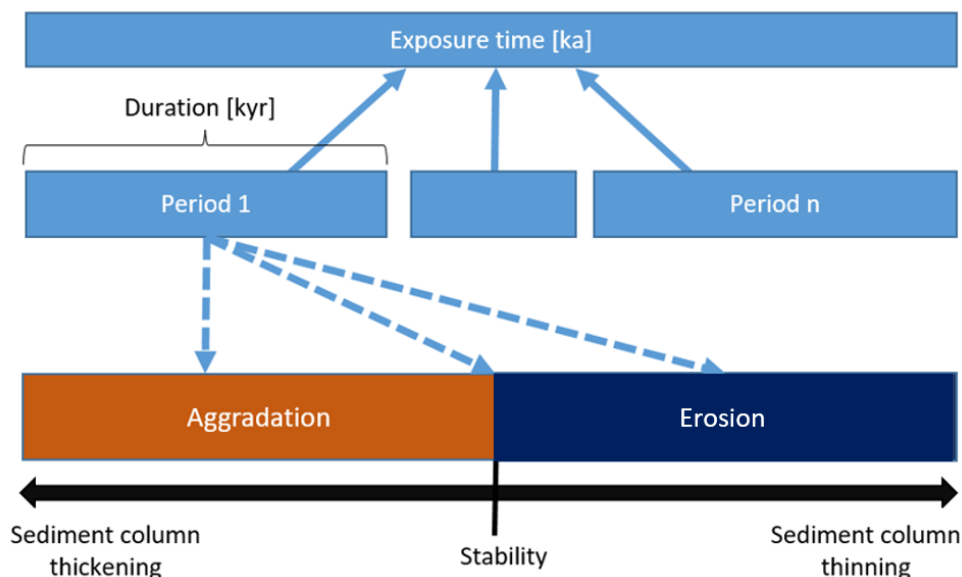 Exposure time [ka]
Duration [kyr]
Period 1
Period n
Aggradation
Erosion
Sediment column
thickening
Stability
Sediment column
thinning